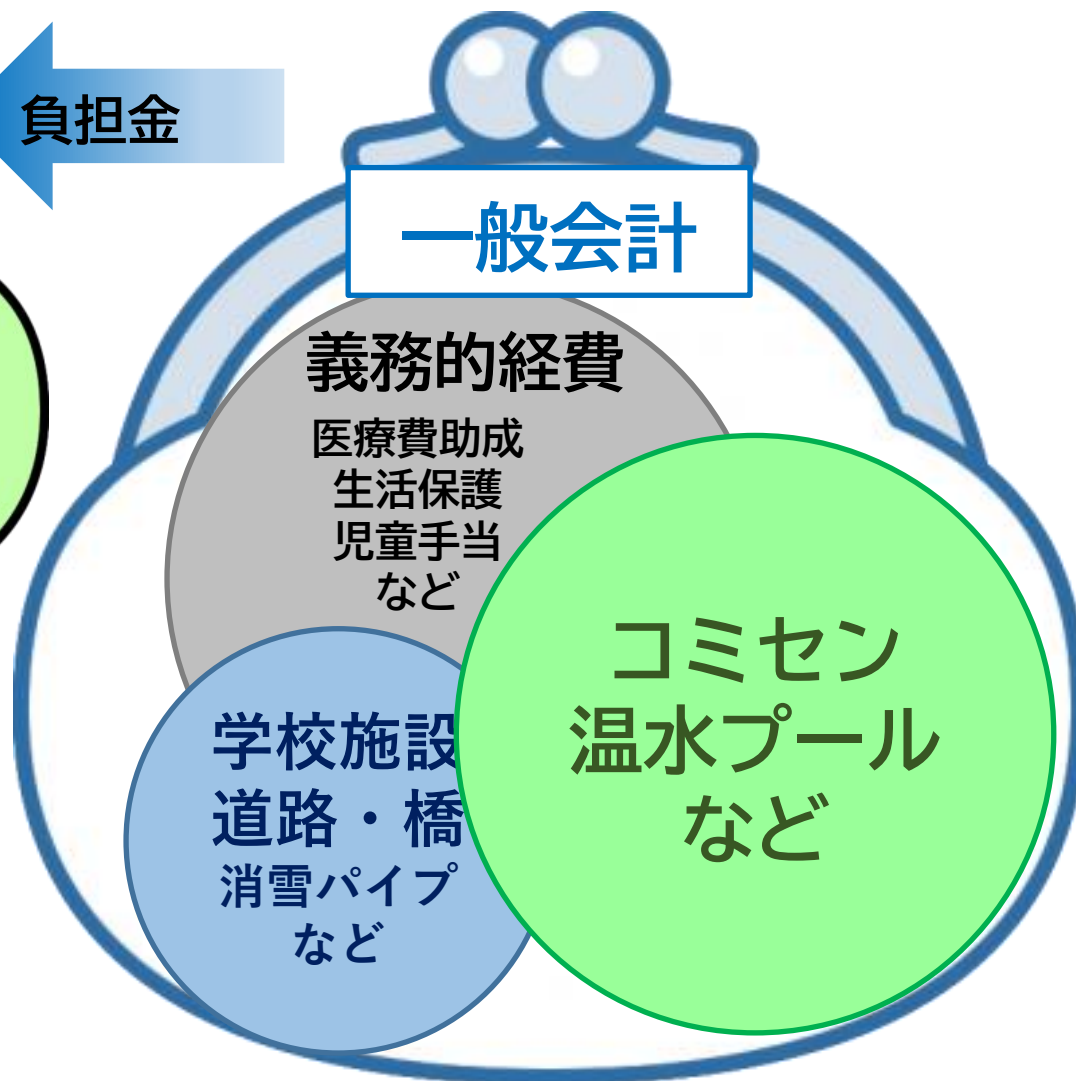 負担金
一般会計
義務的経費
医療費助成
生活保護
児童手当
など
コミセン
温水プール
など
学校施設
道路・橋
消雪パイプ
など